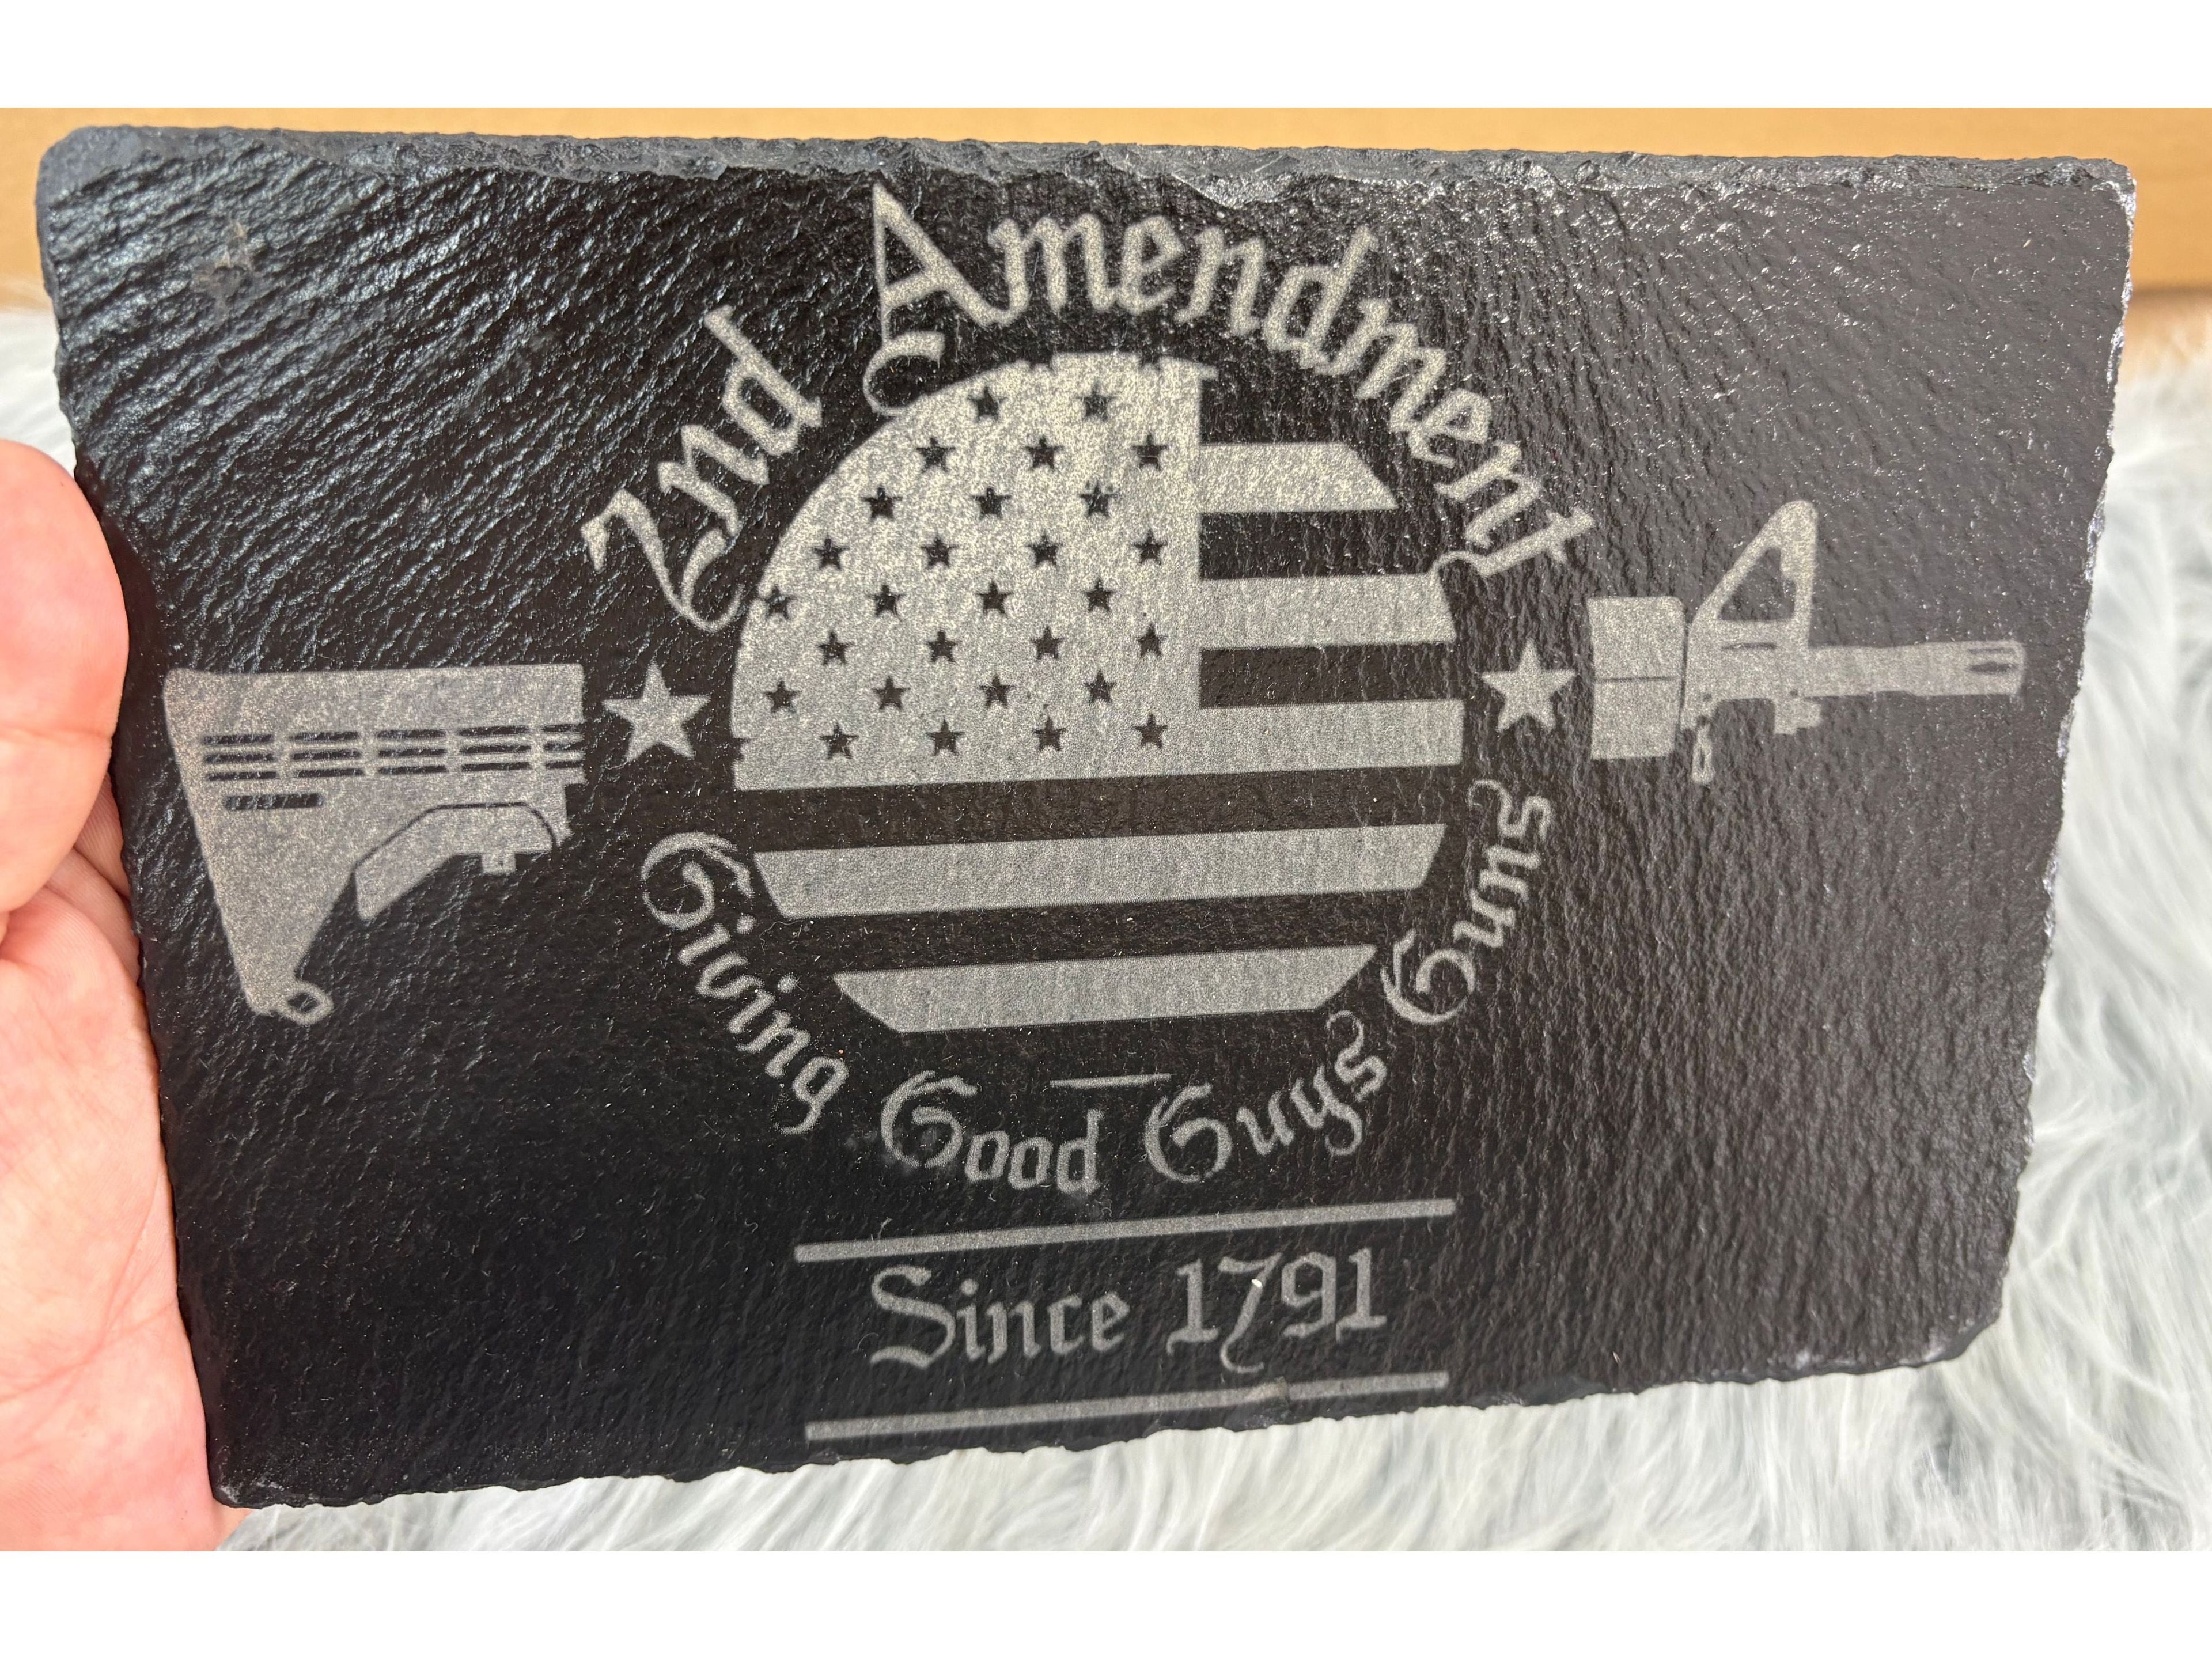 2nd Amendment
Giving Good Guys Guns
Since 1791